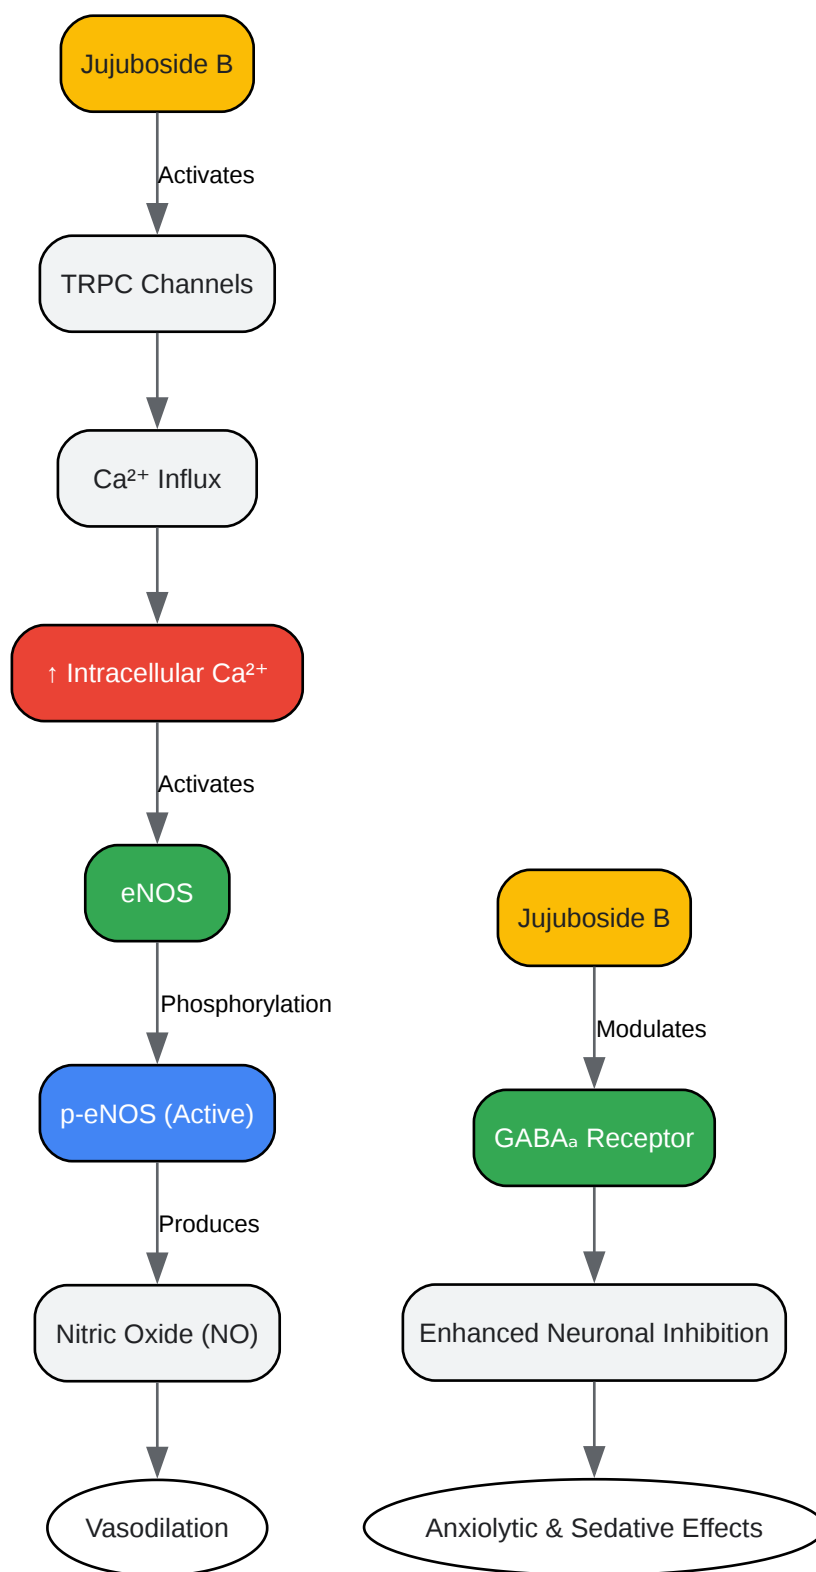 Jujuboside B
Activates
TRPC Channels
Ca²⁺ Influx
↑ Intracellular Ca²⁺
Activates
eNOS
Phosphorylation
p-eNOS (Active)
Produces
Nitric Oxide (NO)
Vasodilation
Jujuboside B
Modulates
GABAₐ Receptor
Enhanced Neuronal Inhibition
Anxiolytic & Sedative Effects